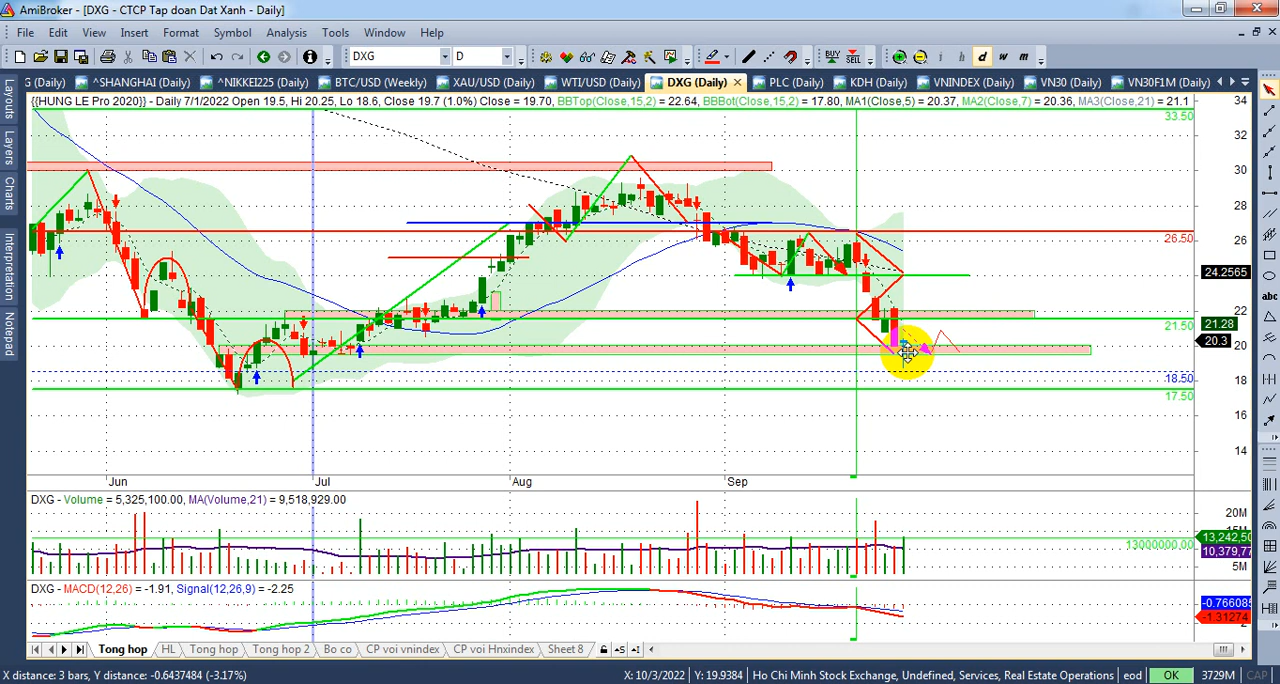 AmiBroker - [DXG - CTCP Tap doan Dat Xanh - Daily]
File Edit View Insert Format Symbol Analysis Tools Window Help
DXG D BUY SELL i h d w m
G (Daily) ^SHANGHAI (Daily) ^NIKKEI225 (Daily) BTC/USD (Weekly) XAU/USD (Daily) WTI/USD (Daily) DXG (Daily) PLC (Daily) KDH (Daily) VNINDEX (Daily) VN30 (Daily) VN30F1M (Daily)
Layouts
Layers
Charts
Interpretation
Notepad
{{HUNG LE Pro 2020}} - Daily 7/1/2022 Open 19.5, Hi 20.25, Lo 18.6, Close 19.7 (1.0%) Close = 19.70, BBTop(Close,15,2) = 22.64, BBBot(Close,15,2) = 17.80, MA1(Close,5) = 20.37, MA2(Close,7) = 20.36, MA3(Close,21) = 21.1
34
33.50
32
30
28
26.50
26
24.2565
22
21.50
21.28
20.3
20
18.50
18
17.50
16
14
Jun Jul Aug Sep
DXG - Volume = 5,325,100.00, MA(Volume,21) = 9,518,929.00
20M
15M
13,242,50
13000000.00
10,379,77
5M
DXG - MACD(12,26) = -1.91, Signal(12,26,9) = -2.25
-0.766085
-1.31274
Tong hop HL Tong hop Tong hop 2 Bo co CP voi vnindex CP voi Hnxindex Sheet 8
X distance: 3 bars, Y distance: -0.6437484 (-3.17%) X: 10/3/2022 Y: 19.9384 Ho Chi Minh Stock Exchange, Undefined, Services, Real Estate Operations eod OK 3729M CAP
abc